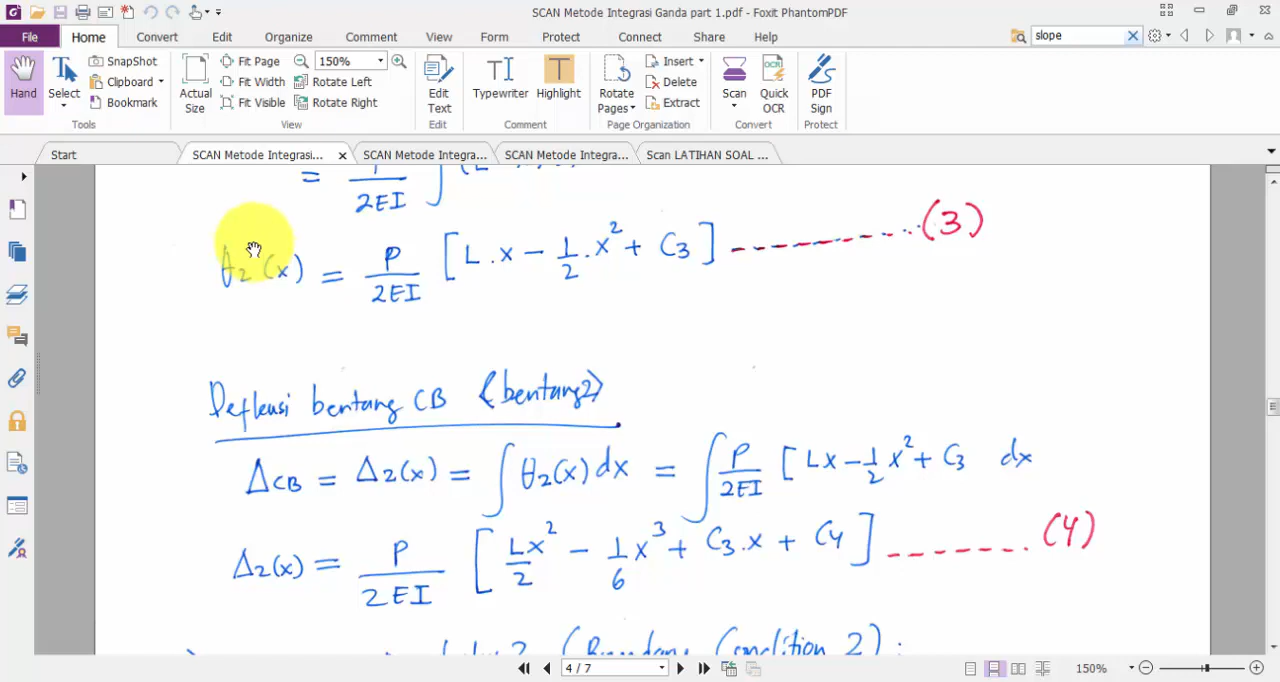 SCAN Metode Integrasi Ganda part 1.pdf - Foxit PhantomPDF
File Home Convert Edit Organize Comment View Form Protect Connect Share Help slope
Hand Select SnapShot Clipboard Bookmark Actual Size Fit Page Fit Width Fit Visible 150% Rotate Left Rotate Right Edit Text Typewriter Highlight Rotate Pages Insert Delete Extract Scan Quick OCR PDF Sign
Tools View Edit Comment Page Organization Convert Protect
Start SCAN Metode Integrasi... SCAN Metode Integra... SCAN Metode Integra... Scan LATIHAN SOAL ...
= 2EI ∫
θ2(x) = P/2EI [L.x - 1/2.x² + C3] ---------- (3)
Defleksi bentang CB (bentang2)
ΔCB = Δ2(x) = ∫θ2(x)dx = ∫ P/2EI [Lx - 1/2 x² + C3 dx
Δ2(x) = P/2EI [Lx²/2 - 1/6 x³ + C3.x + C4] ------- (4)
(Boundary Condition 2) :
4 / 7 150%